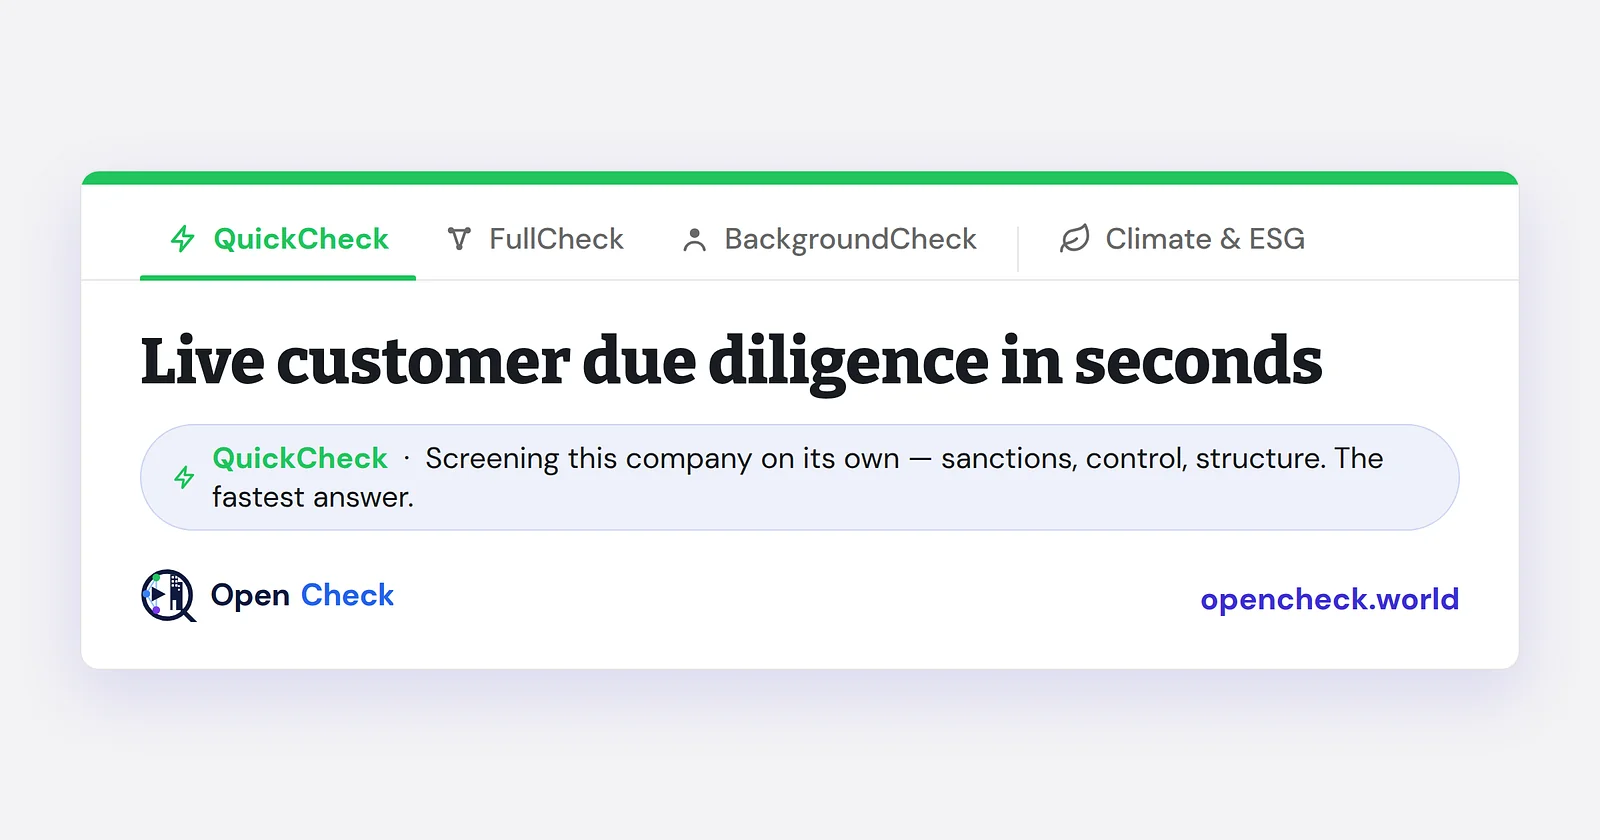 QuickCheck FullCheck BackgroundCheck Climate & ESG
Live customer due diligence in seconds
QuickCheck · Screening this company on its own — sanctions, control, structure. The
fastest answer.
Open Check
opencheck.world